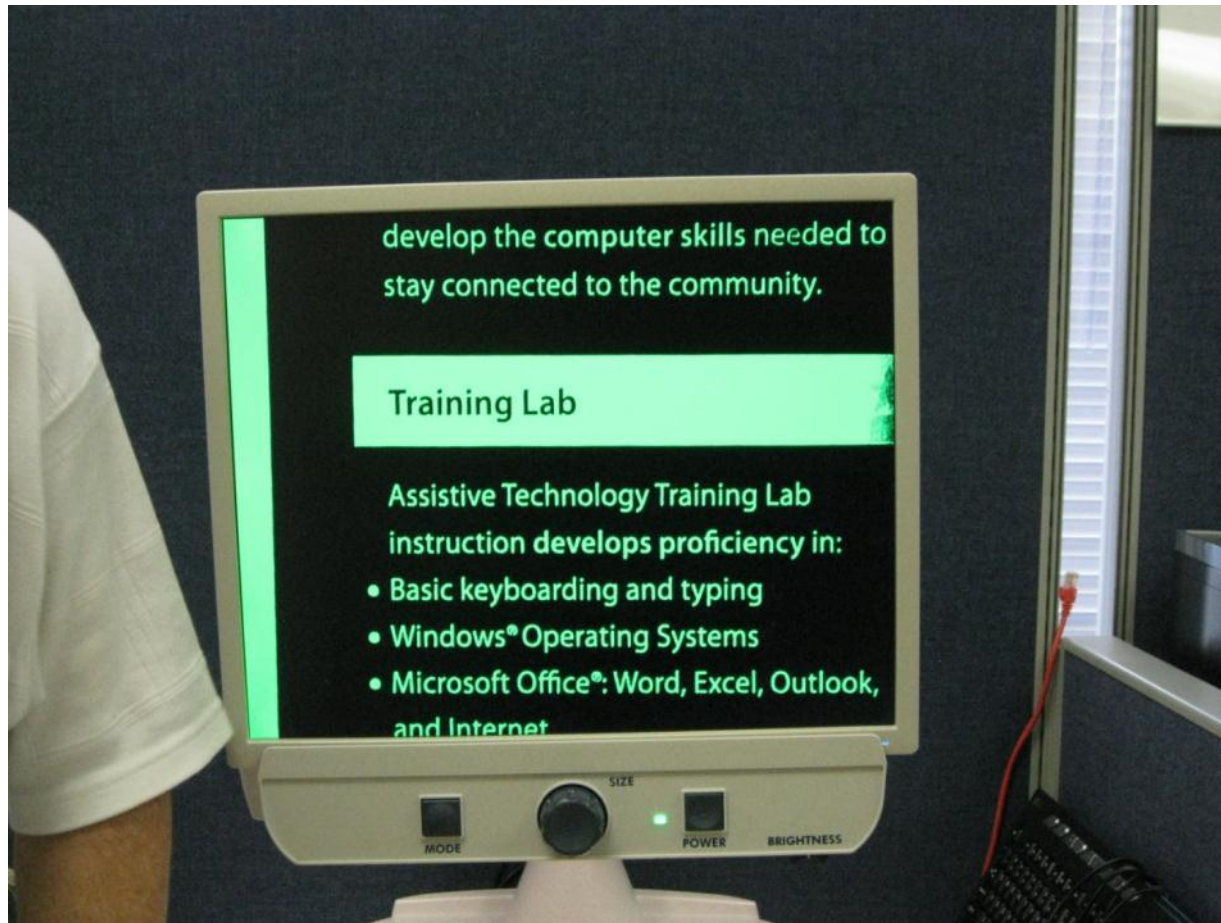 develop the computer skills needed to
stay connected to the community.
Training Lab
Assistive Technology Training Lab
instruction develops proficiency in:
• Basic keyboarding and typing
• Windows® Operating Systems
• Microsoft Office®: Word, Excel, Outlook,
and Internet
SIZE
MODE
POWER
BRIGHTNESS